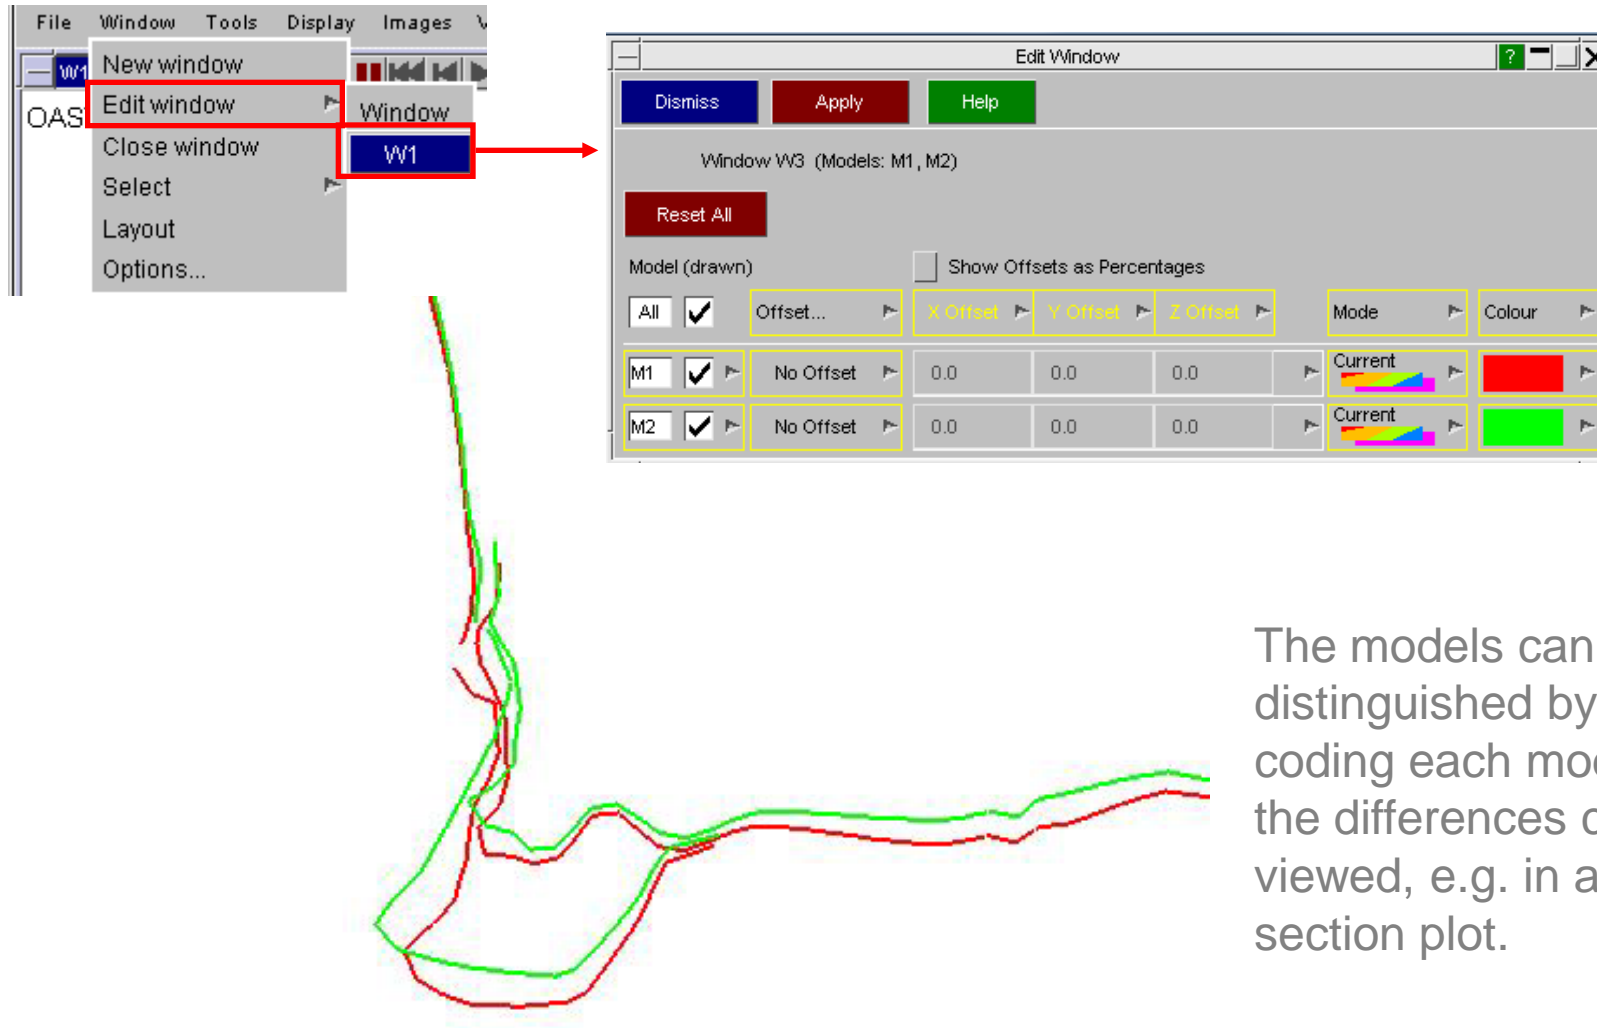 File Window Tools Display Images
W1
OAS
New window
Edit window
Close window
Select
Layout
Options...
Window
W1
Edit Window
?
Dismiss Apply Help
Window W3 (Models: M1, M2)
Reset All
Model (drawn) Show Offsets as Percentages
All Offset... X Offset Y Offset Z Offset Mode Colour
M1 No Offset 0.0 0.0 0.0 Current
M2 No Offset 0.0 0.0 0.0 Current
The models can
distinguished by
coding each mod
the differences c
viewed, e.g. in a
section plot.